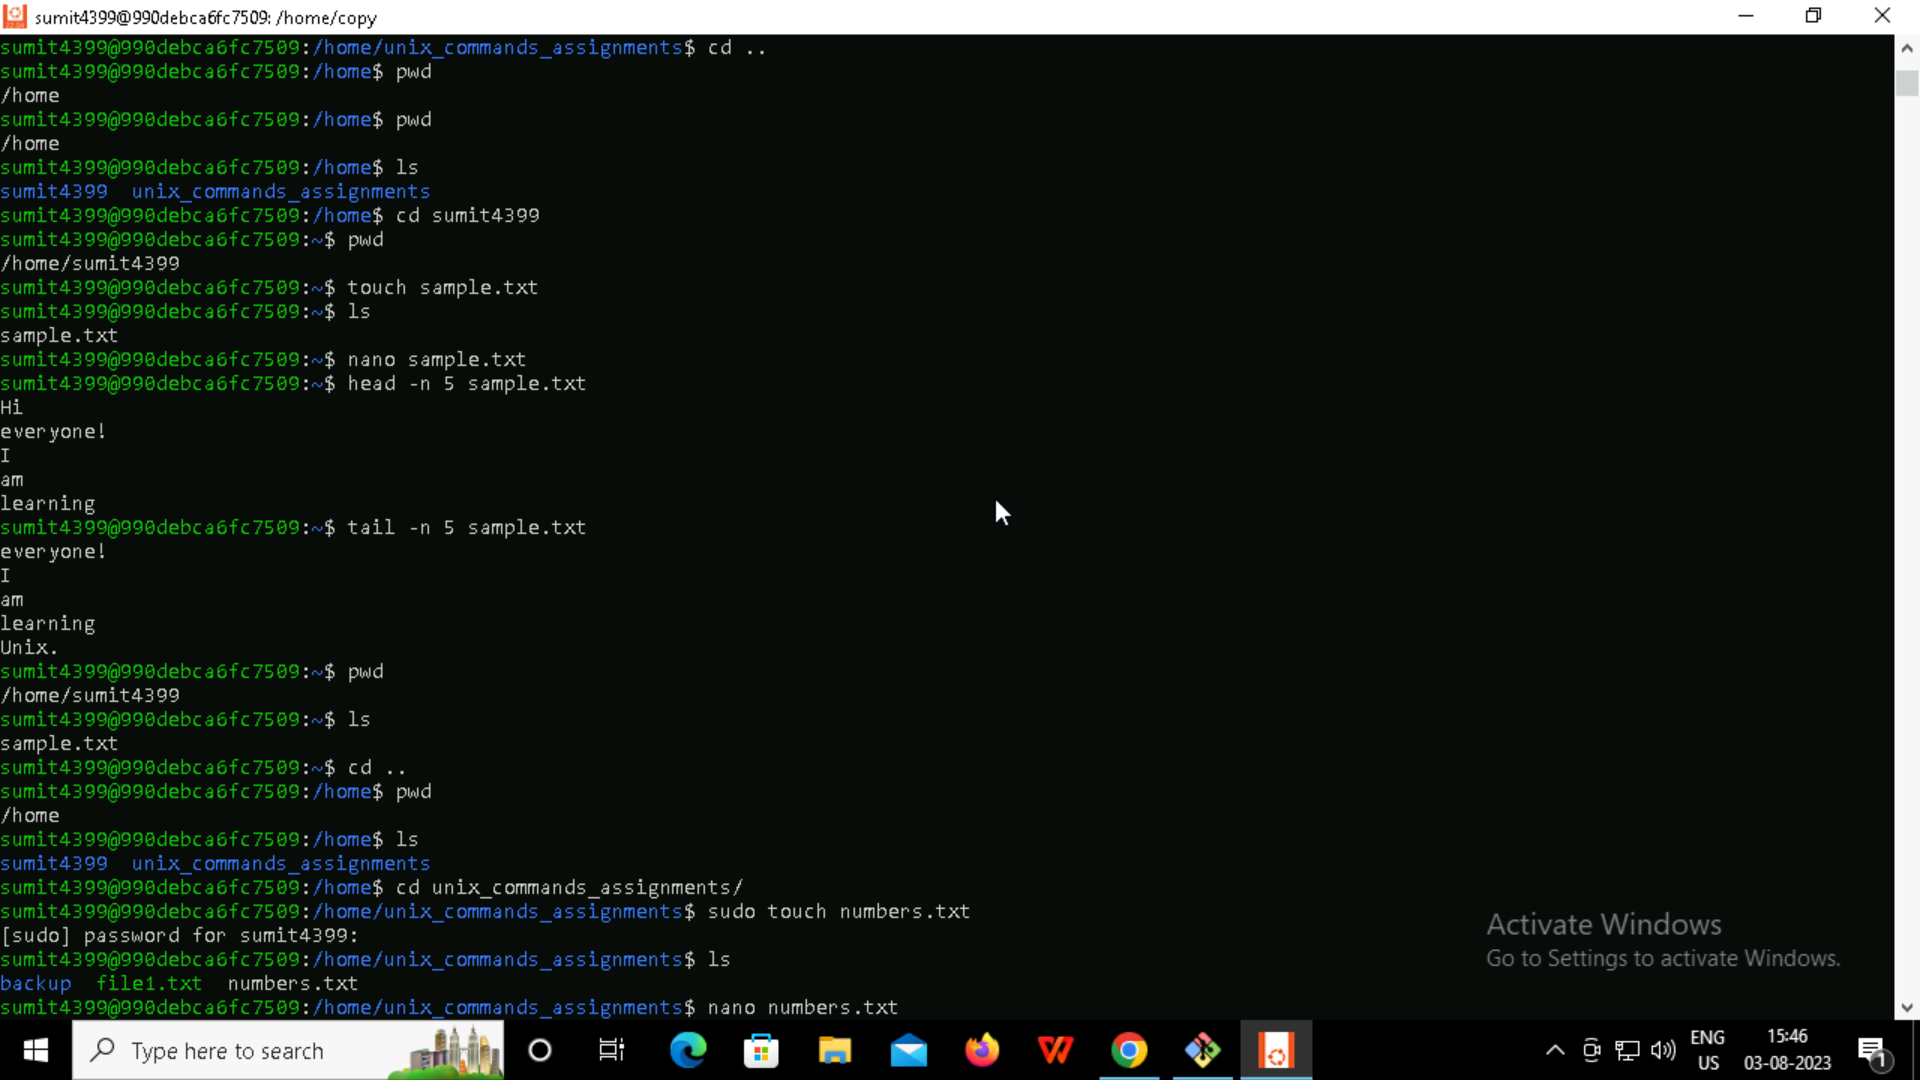 sumit4399@990debca6fc7509: /home/copy
sumit4399@990debca6fc7509:/home/unix_commands_assignments$ cd ..
sumit4399@990debca6fc7509:/home$ pwd
/home
sumit4399@990debca6fc7509:/home$ pwd
/home
sumit4399@990debca6fc7509:/home$ ls
sumit4399  unix_commands_assignments
sumit4399@990debca6fc7509:/home$ cd sumit4399
sumit4399@990debca6fc7509:~$ pwd
/home/sumit4399
sumit4399@990debca6fc7509:~$ touch sample.txt
sumit4399@990debca6fc7509:~$ ls
sample.txt
sumit4399@990debca6fc7509:~$ nano sample.txt
sumit4399@990debca6fc7509:~$ head -n 5 sample.txt
Hi
everyone!
I
am
learning
sumit4399@990debca6fc7509:~$ tail -n 5 sample.txt
everyone!
I
am
learning
Unix.
sumit4399@990debca6fc7509:~$ pwd
/home/sumit4399
sumit4399@990debca6fc7509:~$ ls
sample.txt
sumit4399@990debca6fc7509:~$ cd ..
sumit4399@990debca6fc7509:/home$ pwd
/home
sumit4399@990debca6fc7509:/home$ ls
sumit4399  unix_commands_assignments
sumit4399@990debca6fc7509:/home$ cd unix_commands_assignments/
sumit4399@990debca6fc7509:/home/unix_commands_assignments$ sudo touch numbers.txt
[sudo] password for sumit4399:
sumit4399@990debca6fc7509:/home/unix_commands_assignments$ ls
backup  file1.txt  numbers.txt
sumit4399@990debca6fc7509:/home/unix_commands_assignments$ nano numbers.txt
Activate Windows
Go to Settings to activate Windows.
Type here to search
ENG
US
15:46
03-08-2023
1